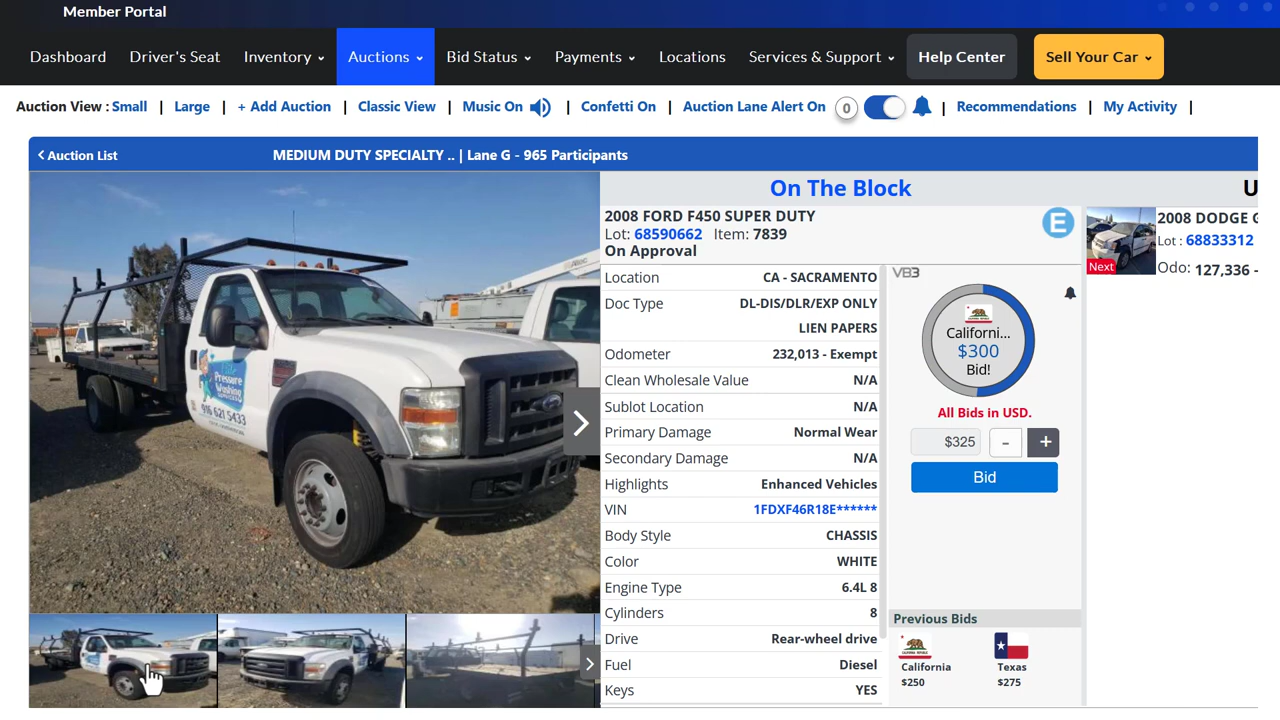 Member Portal
Dashboard Driver's Seat Inventory Auctions Bid Status Payments Locations Services & Support Help Center Sell Your Car
Auction View : Small | Large | + Add Auction | Classic View | Music On | Confetti On | Auction Lane Alert On 0 | Recommendations | My Activity |
Auction List MEDIUM DUTY SPECIALTY .. | Lane G - 965 Participants
On The Block
U
2008 FORD F450 SUPER DUTY
Lot: 68590662 Item: 7839
On Approval
E
2008 DODGE G
Lot : 68833312
Next
Odo: 127,336 -
Location CA - SACRAMENTO
Doc Type DL-DIS/DLR/EXP ONLY
LIEN PAPERS
Odometer 232,013 - Exempt
Clean Wholesale Value N/A
Sublot Location N/A
Primary Damage Normal Wear
Secondary Damage N/A
Highlights Enhanced Vehicles
VIN 1FDXF46R18E******
Body Style CHASSIS
Color WHITE
Engine Type 6.4L 8
Cylinders 8
Drive Rear-wheel drive
Fuel Diesel
Keys YES
VB3
Californi...
$300
Bid!
All Bids in USD.
$325 - +
Bid
Previous Bids
California
$250
Texas
$275
Pressure
Washing
916 621 5433
Ford